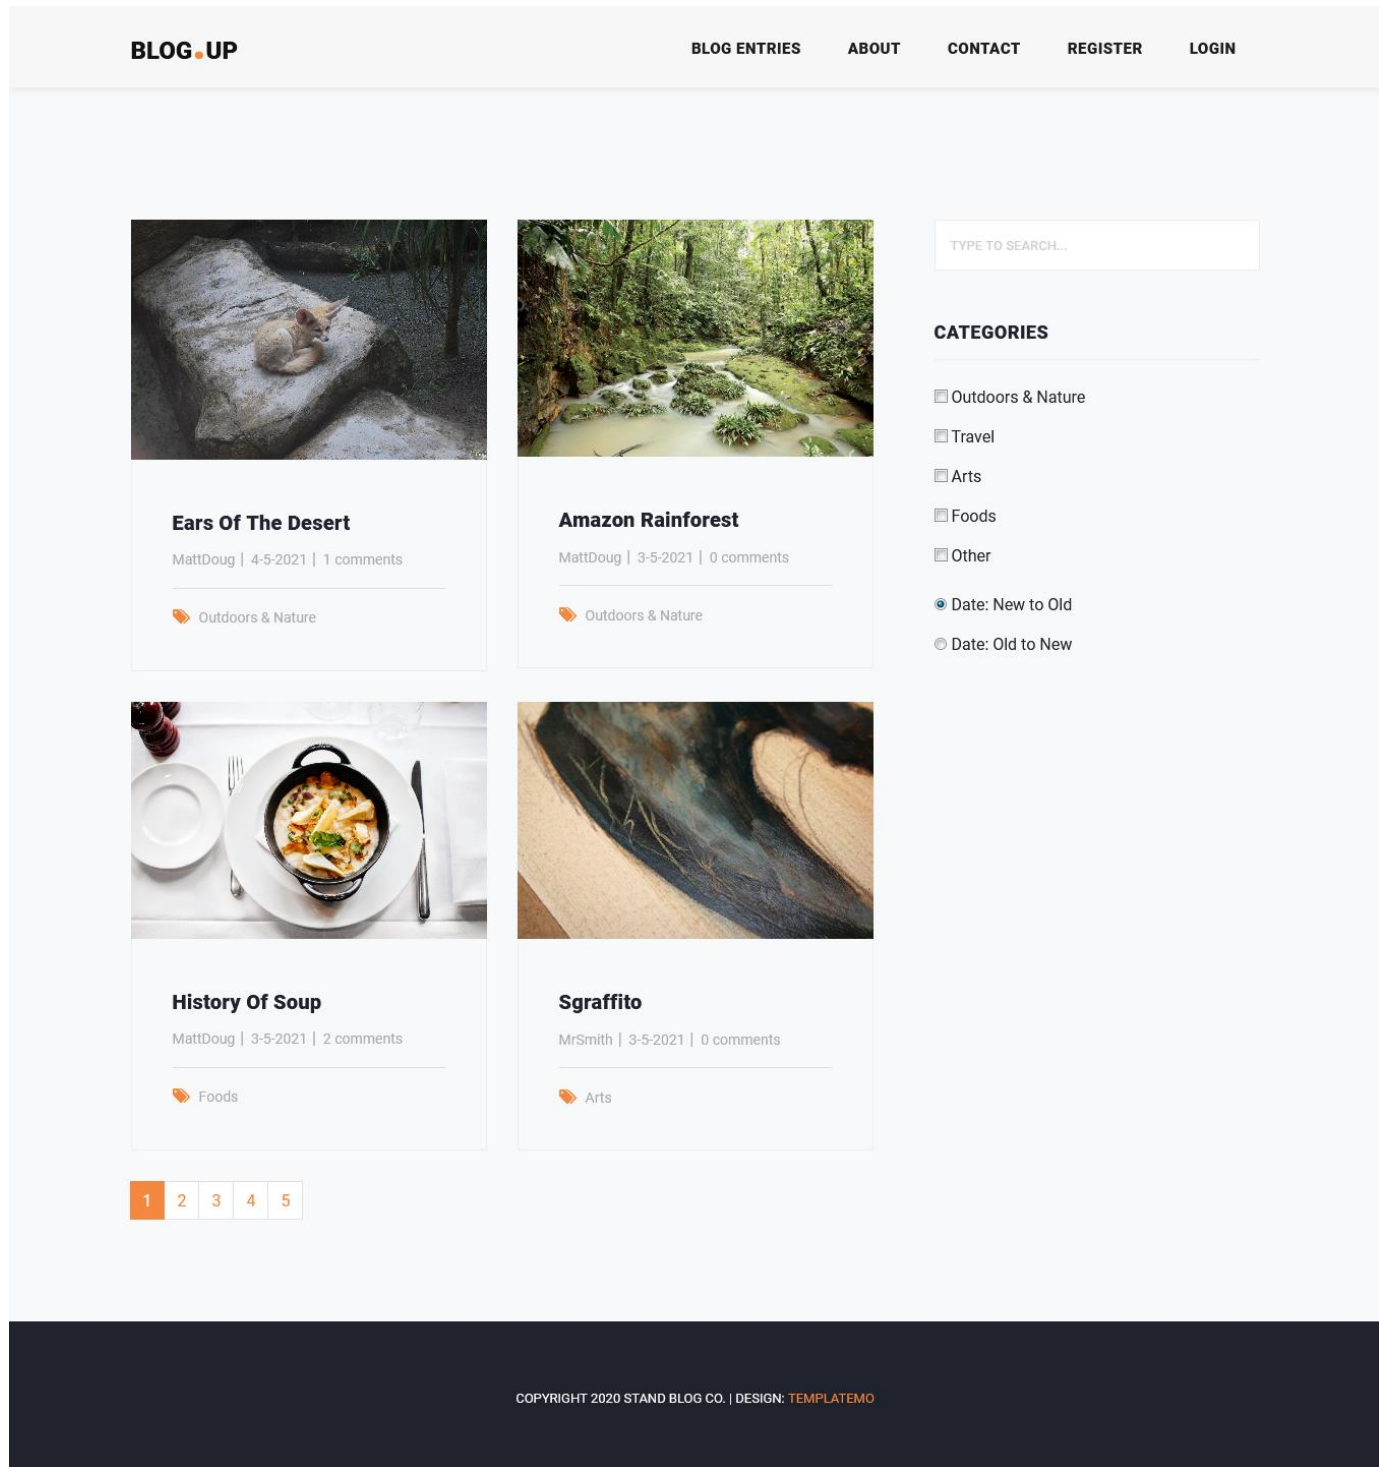 BLOG.UP
BLOG ENTRIES ABOUT CONTACT REGISTER LOGIN
Ears Of The Desert
MattDoug | 4-5-2021 | 1 comments
Outdoors & Nature
Amazon Rainforest
MattDoug | 3-5-2021 | 0 comments
Outdoors & Nature
History Of Soup
MattDoug | 3-5-2021 | 2 comments
Foods
Sgraffito
MrSmith | 3-5-2021 | 0 comments
Arts
1 2 3 4 5
TYPE TO SEARCH...
CATEGORIES
Outdoors & Nature
Travel
Arts
Foods
Other
Date: New to Old
Date: Old to New
COPYRIGHT 2020 STAND BLOG CO. | DESIGN: TEMPLATEMO